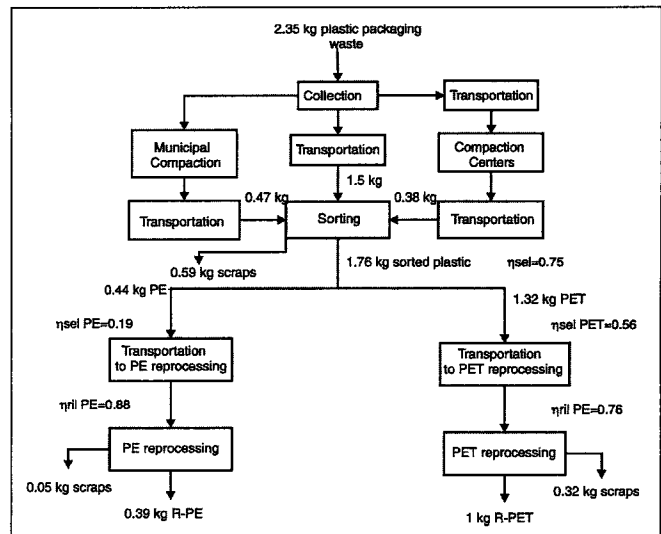 2.35 kg plastic packaging
waste
Collection
Transportation
Municipal
Compaction
Transportation
Compaction
Centers
1.5 kg
0.47 kg
0.38 kg
Transportation
Sorting
Transportation
0.59 kg scraps
1.76 kg sorted plastic
ηsel=0.75
0.44 kg PE
1.32 kg PET
ηsel PE=0.19
ηsel PET=0.56
Transportation
to PE reprocessing
Transportation
to PET reprocessing
ηril PE=0.88
ηril PE=0.76
PE reprocessing
PET reprocessing
0.05 kg scraps
0.32 kg scraps
0.39 kg R-PE
1 kg R-PET